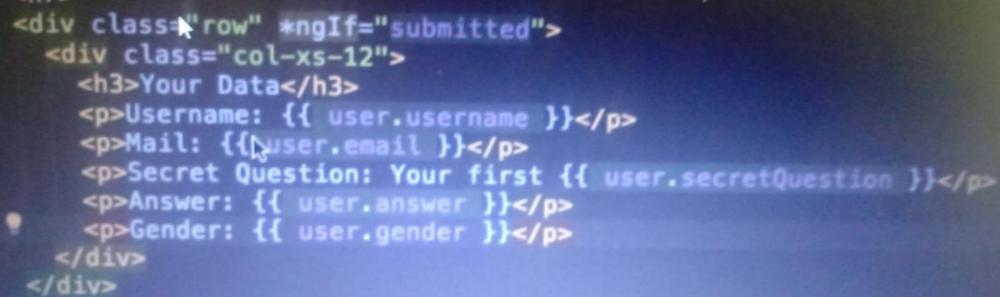 <div class="row" *ngIf="submitted">
<div class="col-xs-12">
<h3>Your Data</h3>
<p>Username: {{ user.username }}</p>
<p>Mail: {{ user.email }}</p>
<p>Secret Question: Your first {{ user.secretQuestion }}</p>
<p>Answer: {{ user.answer }}</p>
<p>Gender: {{ user.gender }}</p>
</div>
</div>